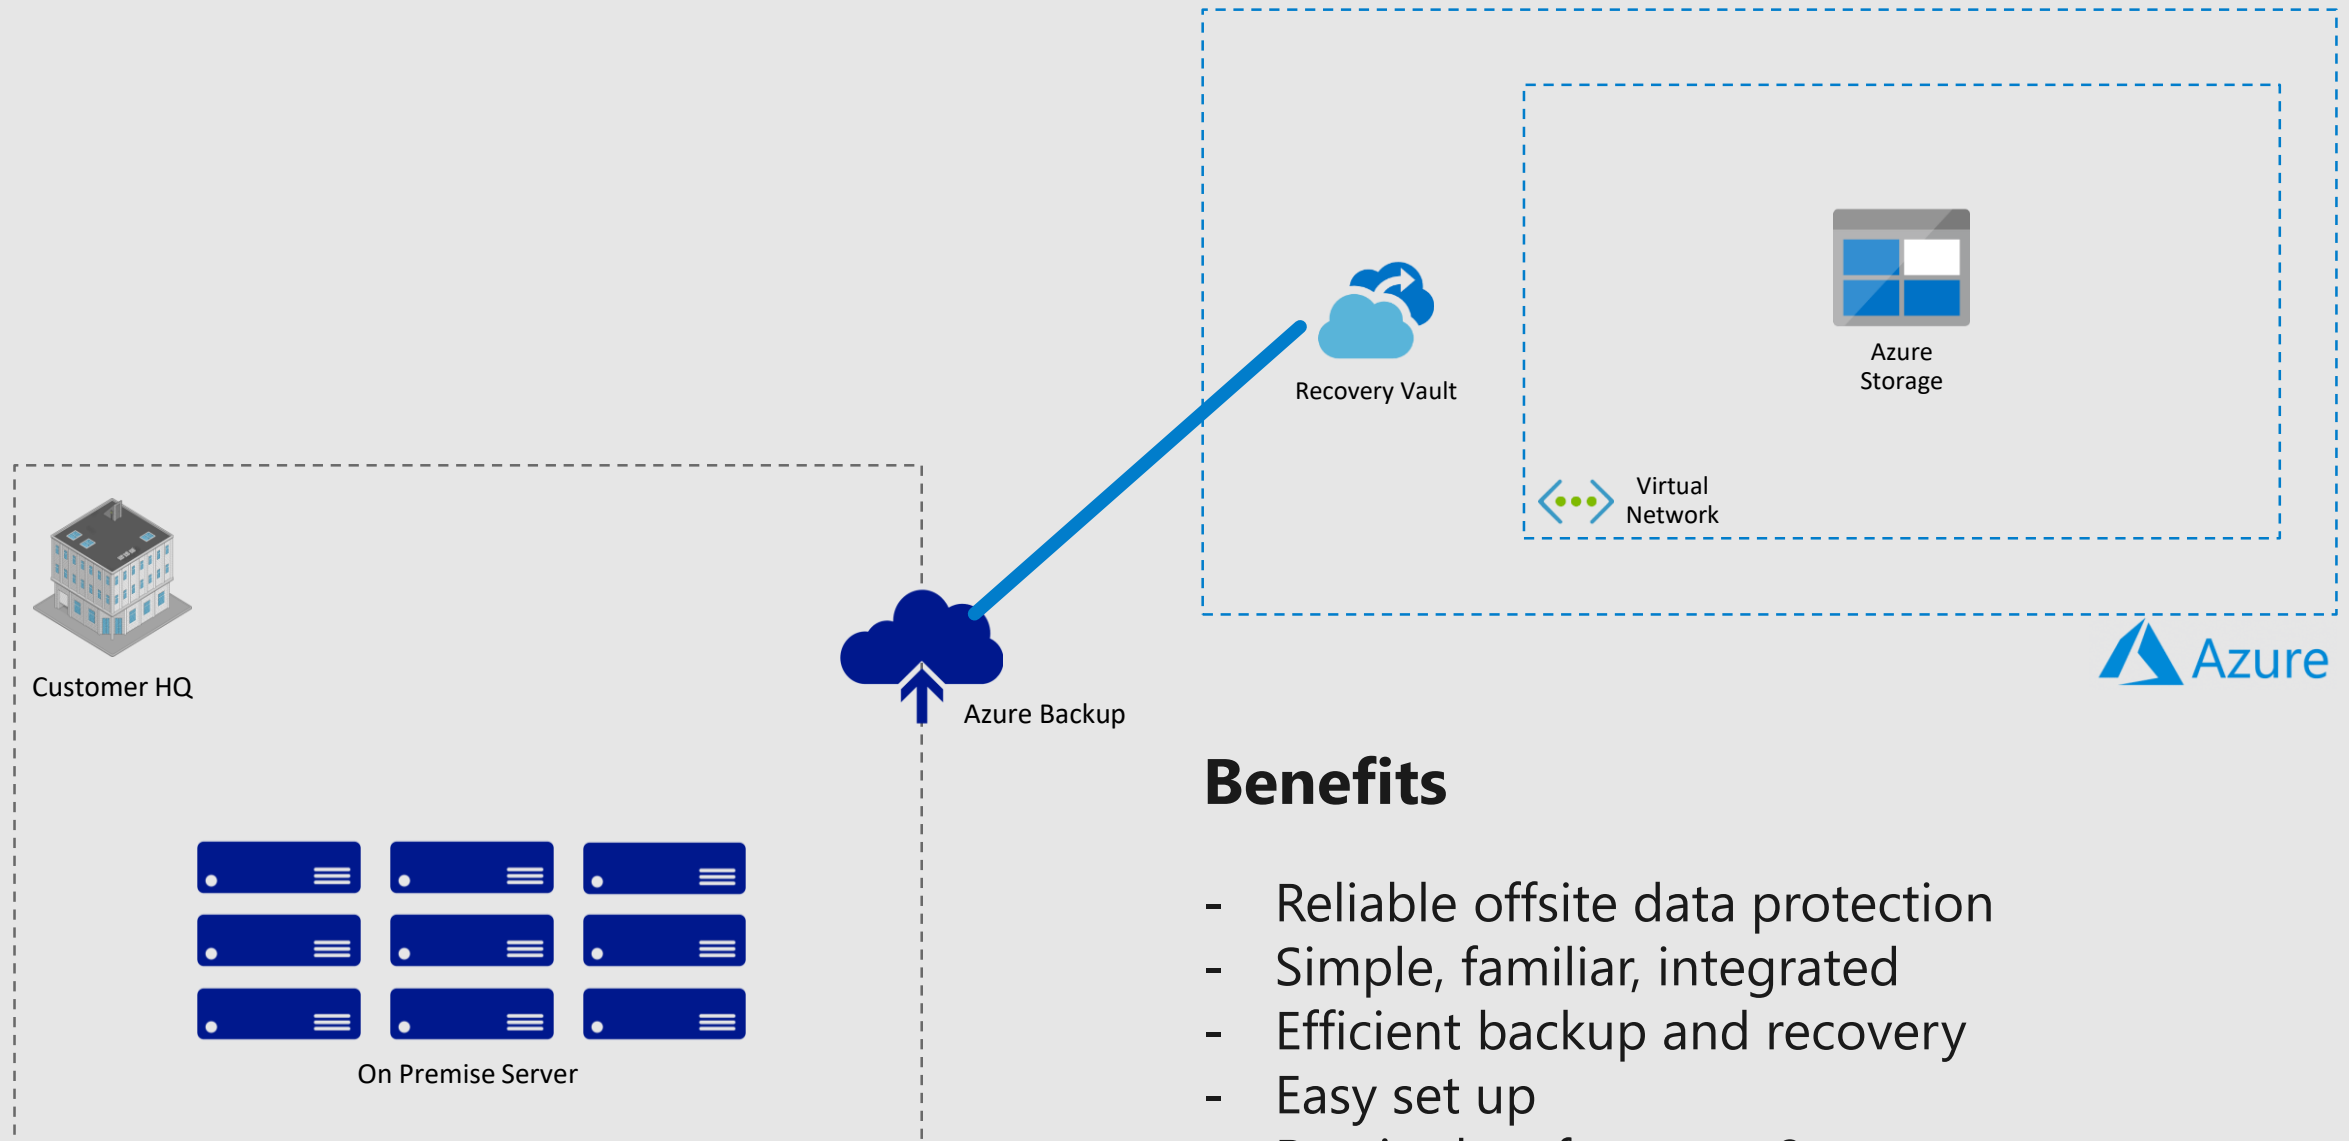 Azure
Storage
Recovery Vault
Virtual
Network
Azure
Customer HQ
Azure Backup
On Premise Server
Benefits
- Reliable offsite data protection
- Simple, familiar, integrated
- Efficient backup and recovery
- Easy set up